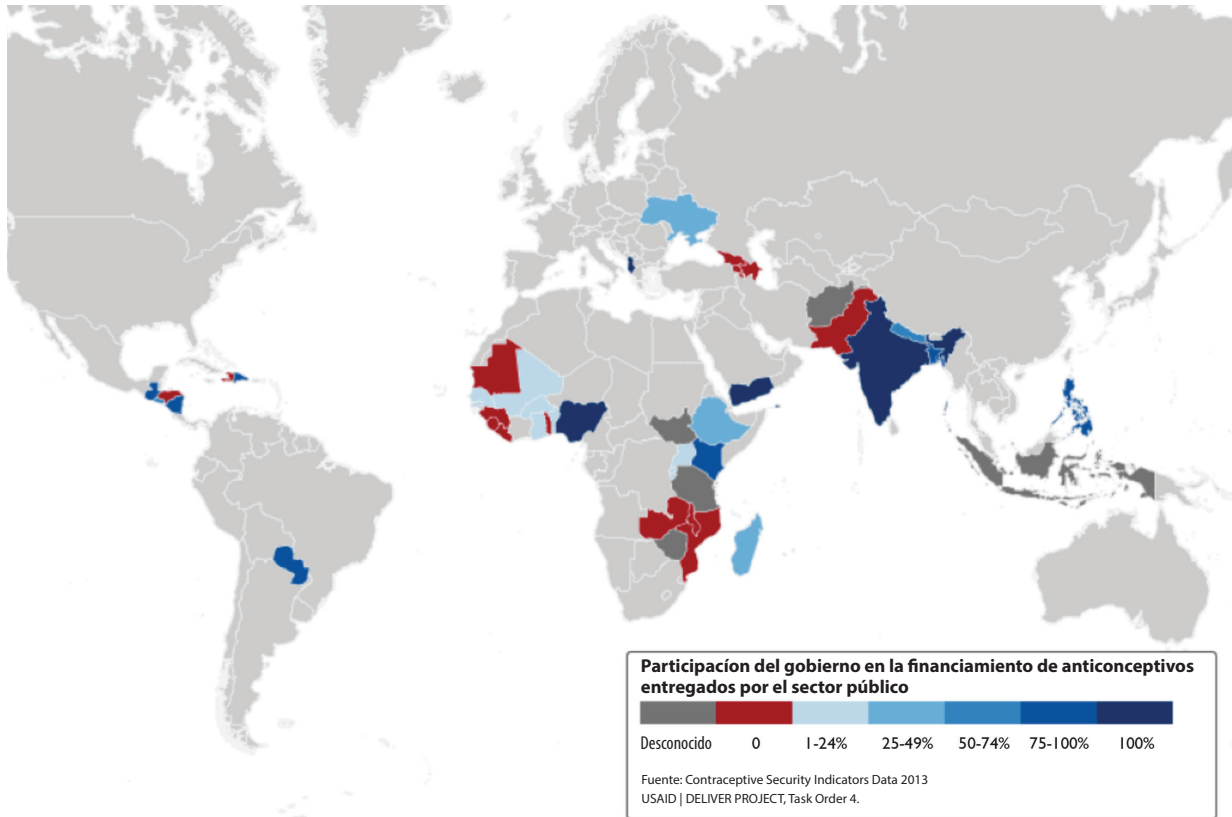 Participacíon del gobierno en la financiamiento de anticonceptivos
entregados por el sector público
Desconocido 0 1-24% 25-49% 50-74% 75-100% 100%
Fuente: Contraceptive Security Indicators Data 2013
USAID | DELIVER PROJECT, Task Order 4.